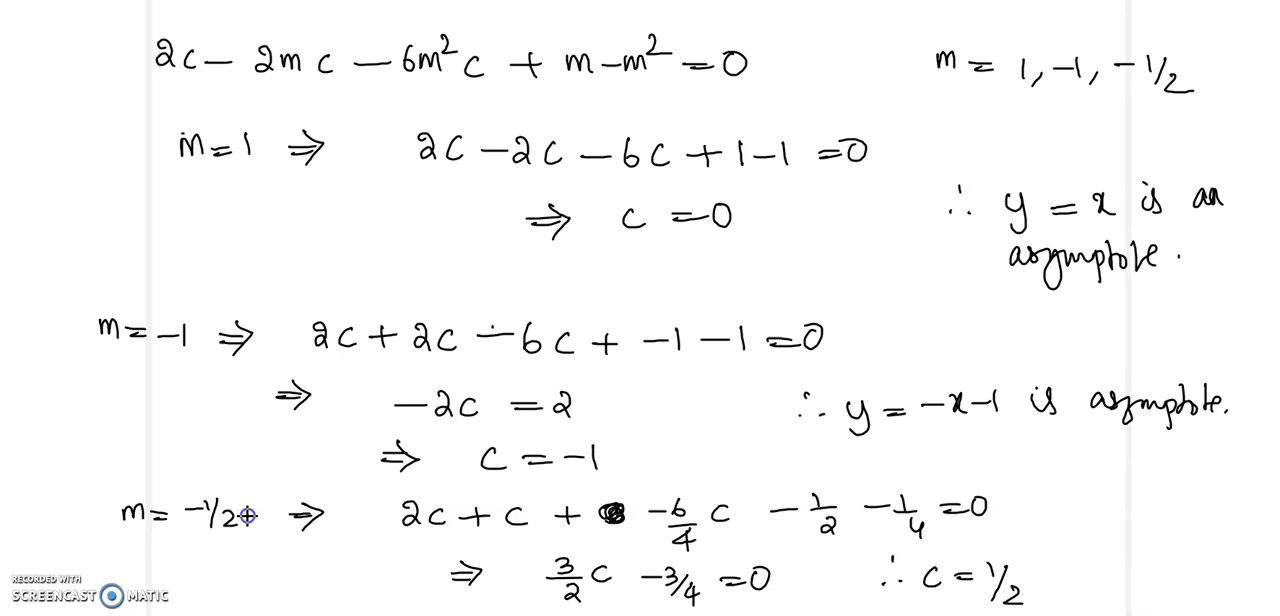 2c - 2mc - 6m²c + m - m² = 0 m = 1, -1, -1/2
m = 1 ⇒ 2c - 2c - 6c + 1 - 1 = 0
⇒ c = 0 ∴ y = x is an
asymptote.
m = -1 ⇒ 2c + 2c - 6c + -1 - 1 = 0
⇒ -2c = 2 ∴ y = -x-1 is asymptote.
⇒ c = -1
m = -1/2 ⇒ 2c + c + -6/4 c - 1/2 - 1/4 = 0
⇒ 3/2 c - 3/4 = 0 ∴ c = 1/2
RECORDED WITH
SCREENCAST MATIC